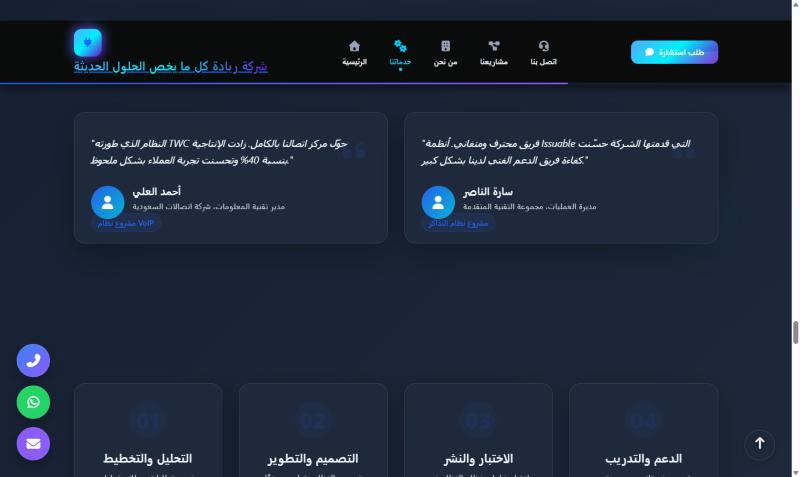 طلب استشارة
اتصل بنا
مشاريعنا
من نحن
خدماتنا
الرئيسية
شركة ريادة كل ما يخص الحلول الحديثة
"النظام الذي طورته TWC حوّل مركز اتصالنا بالكامل. زادت الإنتاجية
بنسبة 40% وتحسنت تجربة العملاء بشكل ملحوظ."
أحمد العلي
مدير تقنية المعلومات، شركة اتصالات السعودية
مشروع نظام VoIP
"فريق محترف ومتفاني. أنظمة Issuable التي قدمتها الشركة حسّنت
كفاءة فريق الدعم الفني لدينا بشكل كبير."
سارة الناصر
مديرة العمليات، مجموعة التقنية المتقدمة
مشروع نظام التذاكر
01
التحليل والتخطيط
02
التصميم والتطوير
03
الاختبار والنشر
04
الدعم والتدريب